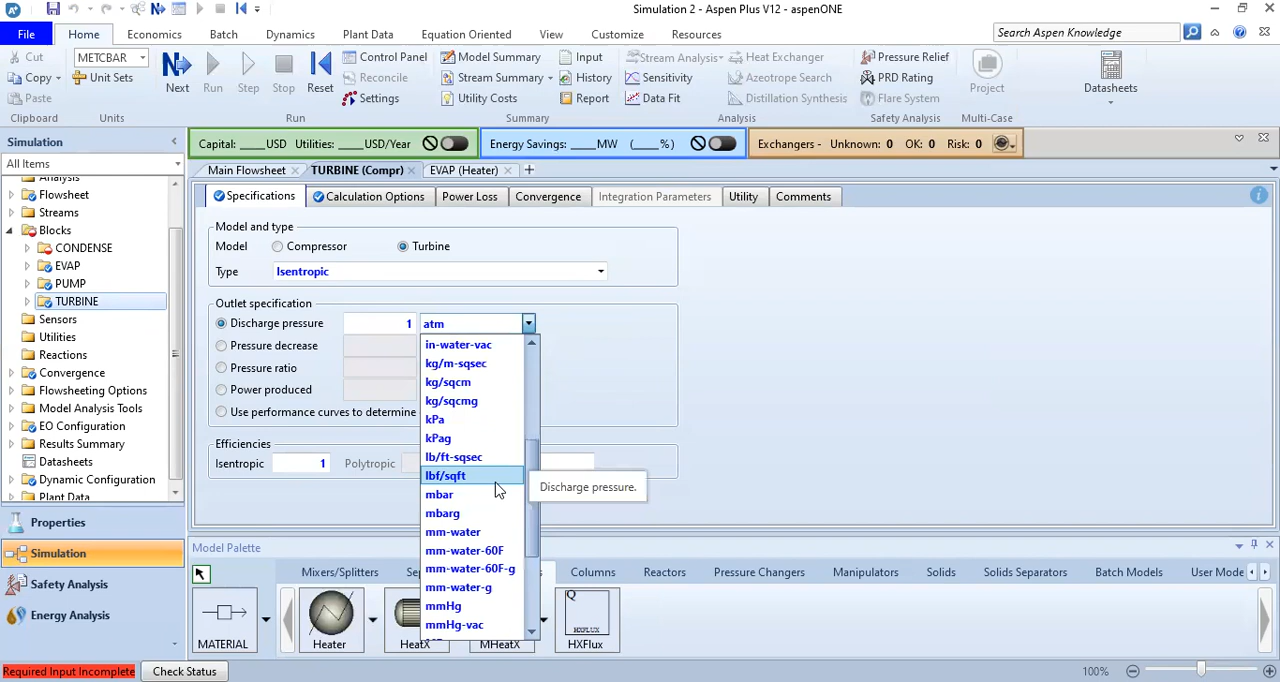 Simulation 2 - Aspen Plus V12 - aspenONE
File Home Economics Batch Dynamics Plant Data Equation Oriented View Customize Resources Search Aspen Knowledge
Cut METCBAR Control Panel Model Summary Input Stream Analysis Heat Exchanger Pressure Relief
Copy Unit Sets Next Run Step Stop Reset Reconcile Stream Summary History Sensitivity Azeotrope Search PRD Rating Project Datasheets
Paste Settings Utility Costs Report Data Fit Distillation Synthesis Flare System
Clipboard Units Run Summary Analysis Safety Analysis Multi-Case
Simulation
Capital: ____USD Utilities: ____USD/Year Energy Savings: ____MW (____%) Exchangers - Unknown: 0 OK: 0 Risk: 0
All Items
Main Flowsheet TURBINE (Compr) EVAP (Heater)
Analysis
Flowsheet
Streams
Blocks
CONDENSE
EVAP
PUMP
TURBINE
Sensors
Utilities
Reactions
Convergence
Flowsheeting Options
Model Analysis Tools
EO Configuration
Results Summary
Datasheets
Dynamic Configuration
Plant Data
Properties
Simulation
Safety Analysis
Energy Analysis
Specifications Calculation Options Power Loss Convergence Integration Parameters Utility Comments
Model and type
Model Compressor Turbine
Type Isentropic
Outlet specification
Discharge pressure 1 atm
Pressure decrease
Pressure ratio
Power produced
Use performance curves to determine
Efficiencies
Isentropic 1 Polytropic
in-water-vac
kg/m-sqsec
kg/sqcm
kg/sqcmg
kPa
kPag
lb/ft-sqsec
lbf/sqft
mbar
mbarg
mm-water
mm-water-60F
mm-water-60F-g
mm-water-g
mmHg
mmHg-vac
Discharge pressure.
Model Palette
Mixers/Splitters Columns Reactors Pressure Changers Manipulators Solids Solids Separators Batch Models User Mode
Q
HXFLUX
MATERIAL Heater HeatX MHeatX HXFlux
Required Input Incomplete Check Status 100%